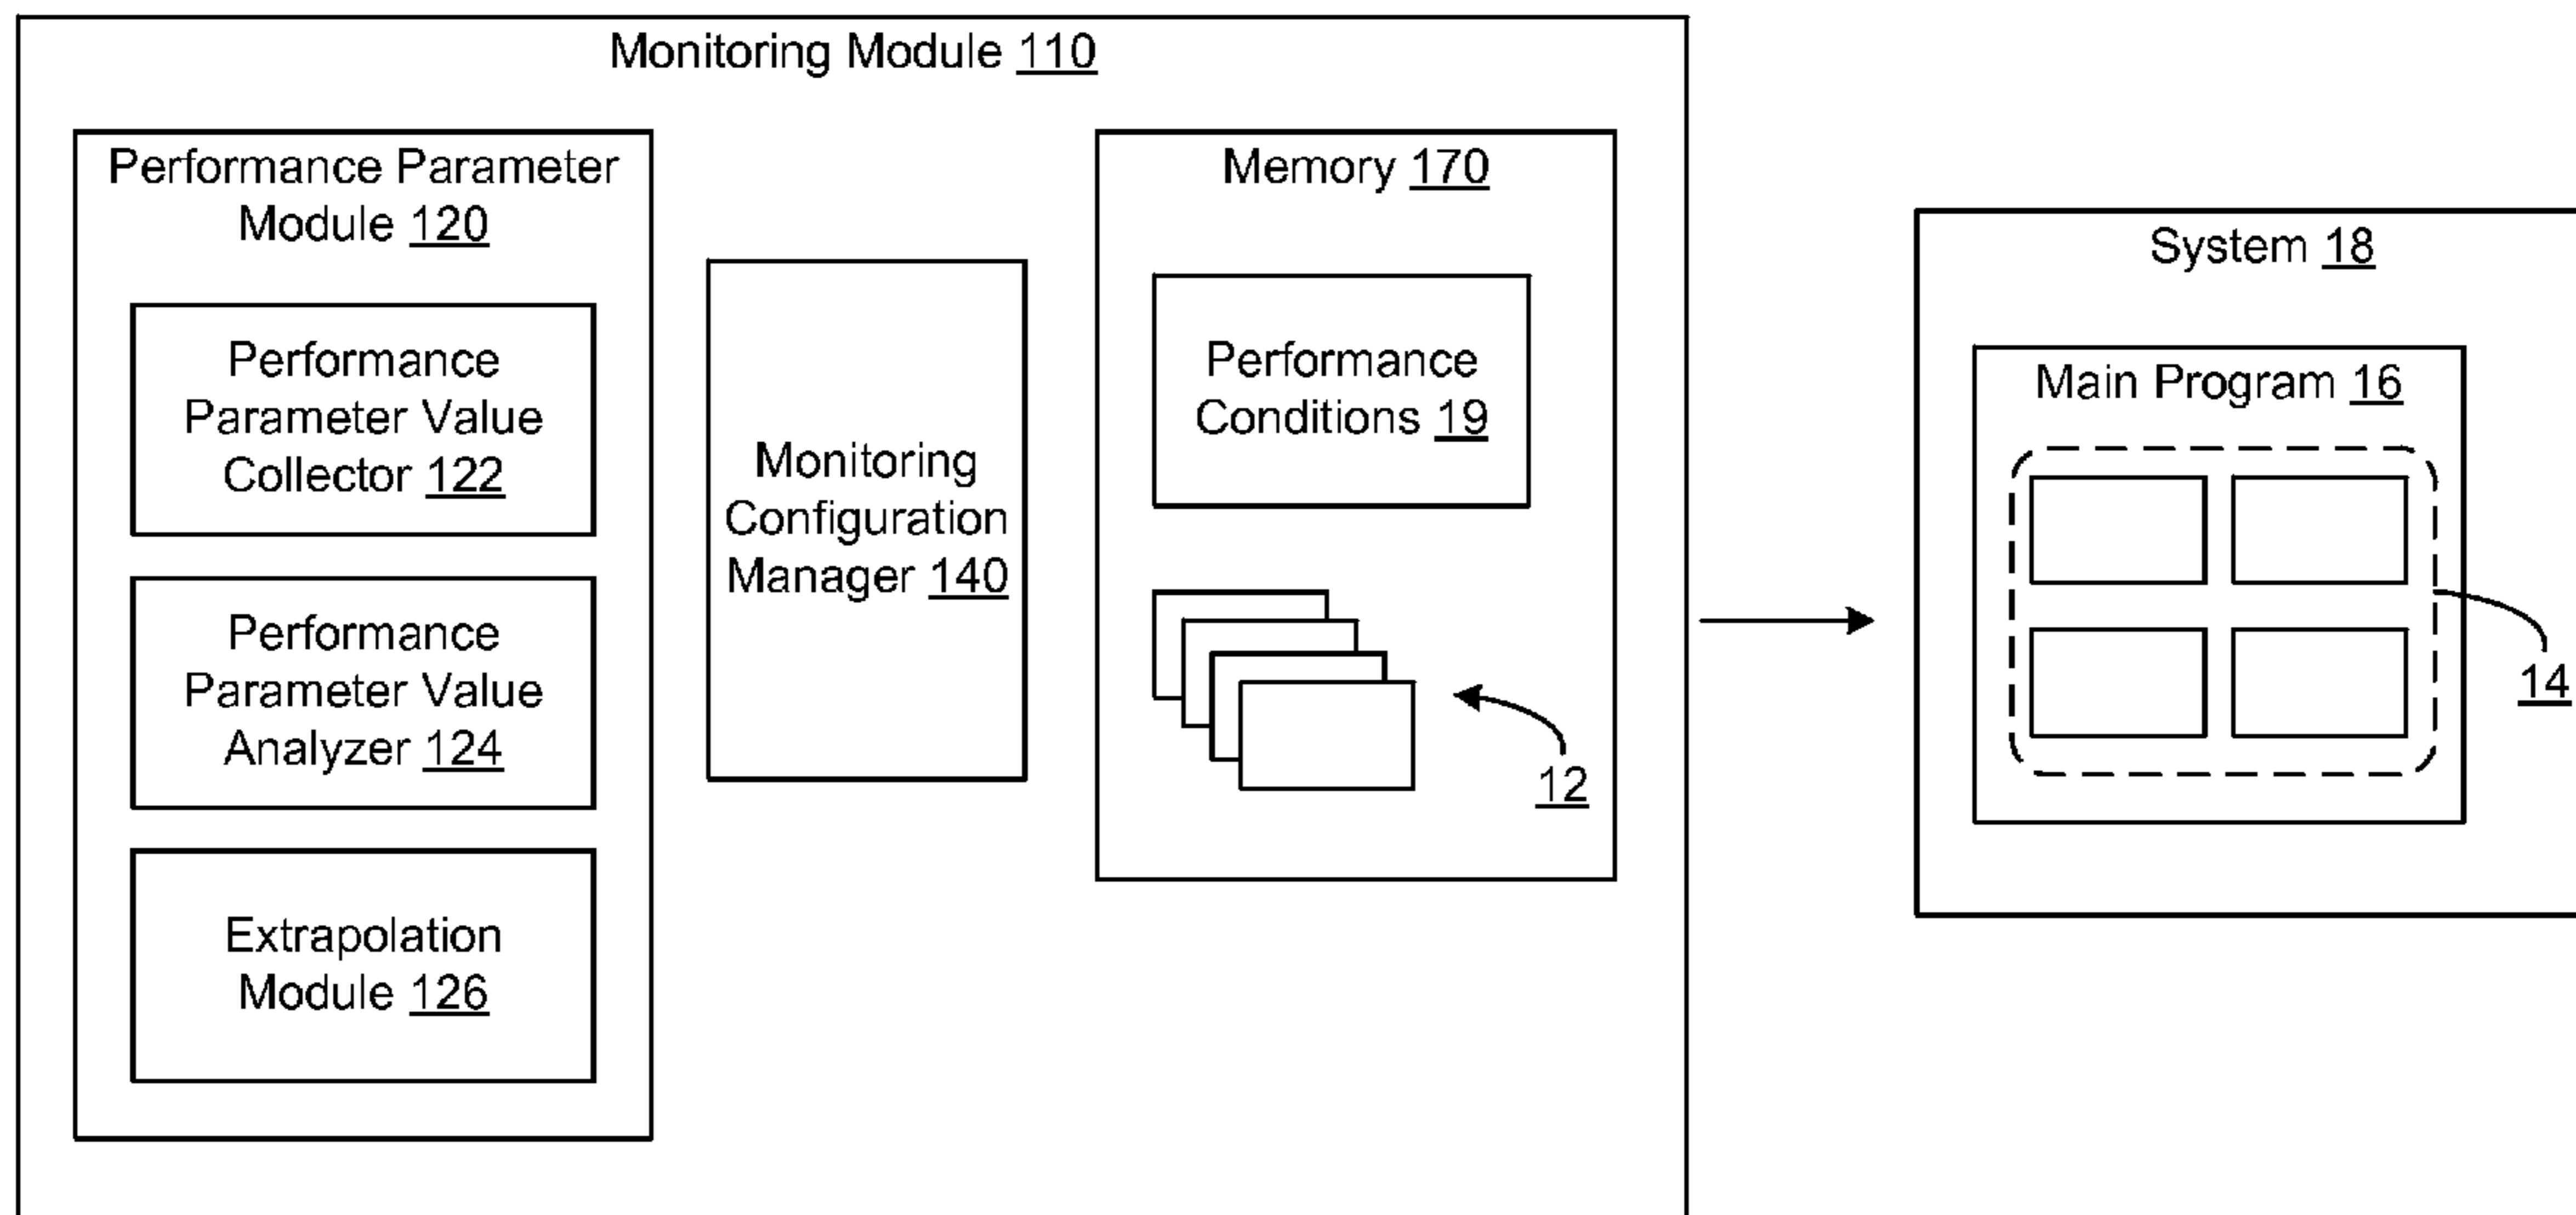 Monitoring Module 110
Performance Parameter
Module 120
Performance
Parameter Value
Collector 122
Performance
Parameter Value
Analyzer 124
Extrapolation
Module 126
Monitoring
Configuration
Manager 140
Memory 170
Performance
Conditions 19
12
System 18
Main Program 16
14